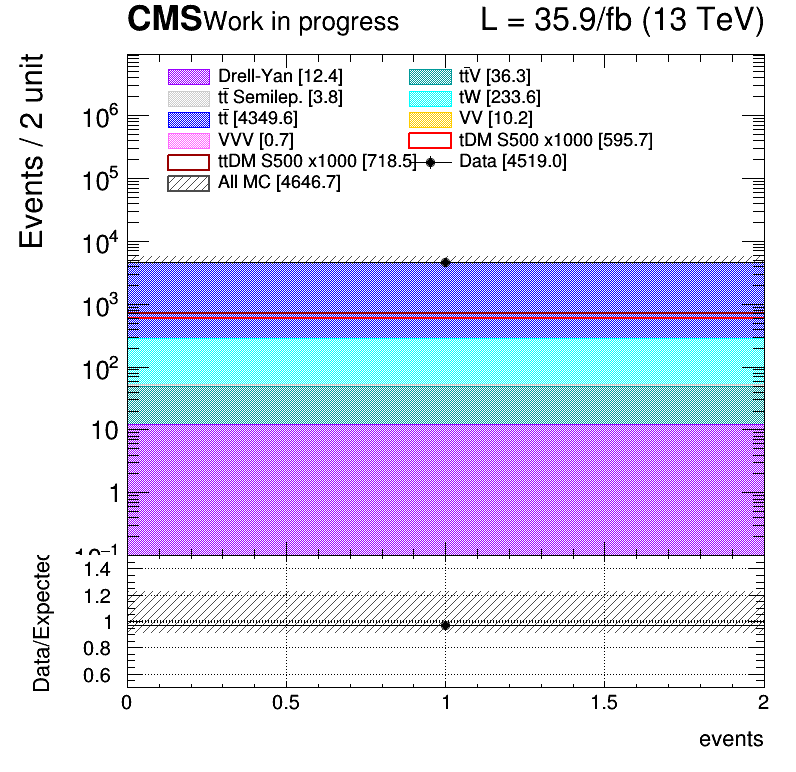 CMS Work in progress L = 35.9/fb (13 TeV)
Events / 2 unit
Drell-Yan [12.4] tt̄V [36.3]
tt̄ Semilep. [3.8] tW [233.6]
tt̄ [4349.6] VV [10.2]
VVV [0.7] tDM S500 x1000 [595.7]
ttDM S500 x1000 [718.5] Data [4519.0]
All MC [4646.7]
10⁶
10⁵
10⁴
10³
10²
10
1
10⁻¹
Data/Expected
1.4
1.2
1
0.8
0.6
0 0.5 1 1.5 2
events